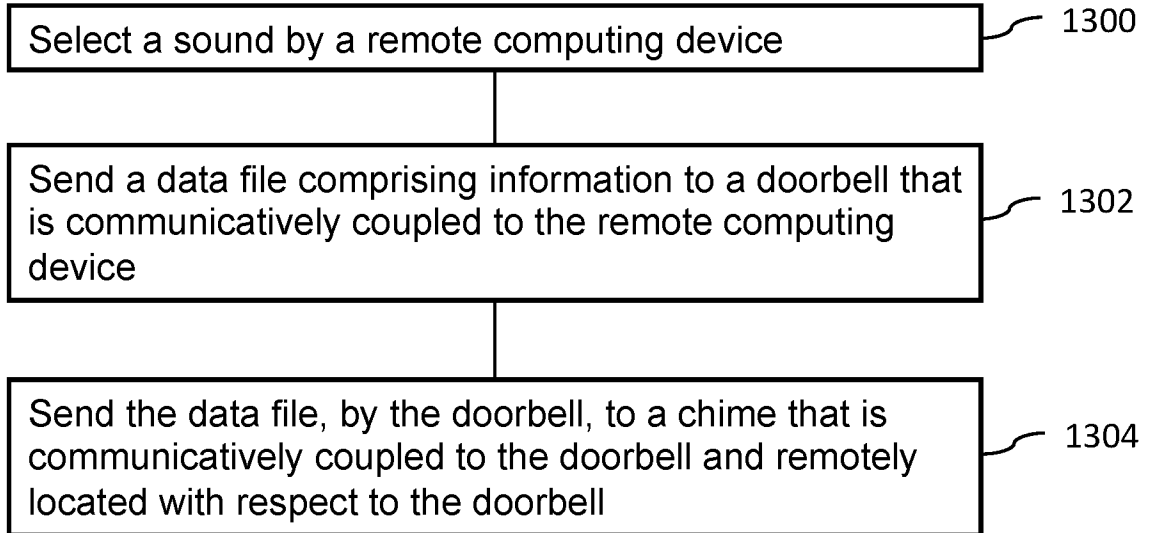 Select a sound by a remote computing device
1300
Send a data file comprising information to a doorbell that
is communicatively coupled to the remote computing
device
1302
Send the data file, by the doorbell, to a chime that is
communicatively coupled to the doorbell and remotely
located with respect to the doorbell
1304